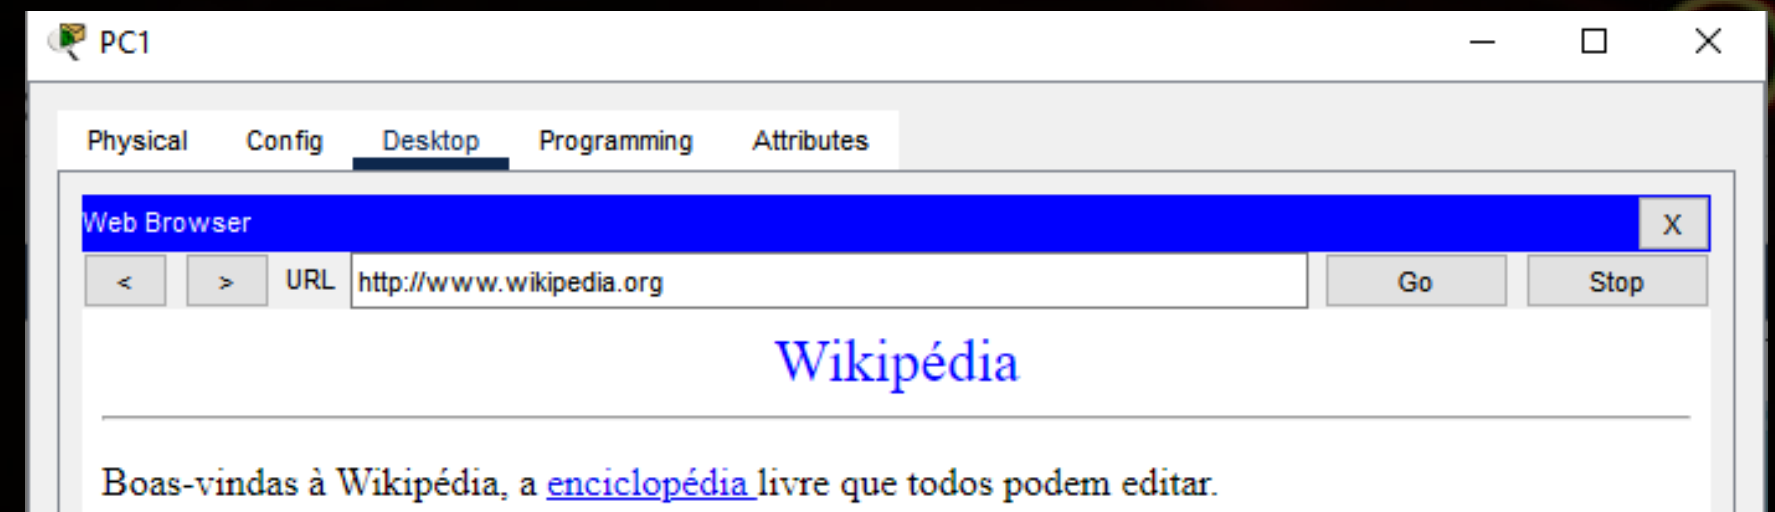 PC1
Physical Config Desktop Programming Attributes
Web Browser X
< > URL http://www.wikipedia.org Go Stop
Wikipédia
Boas-vindas à Wikipédia, a enciclopédia livre que todos podem editar.